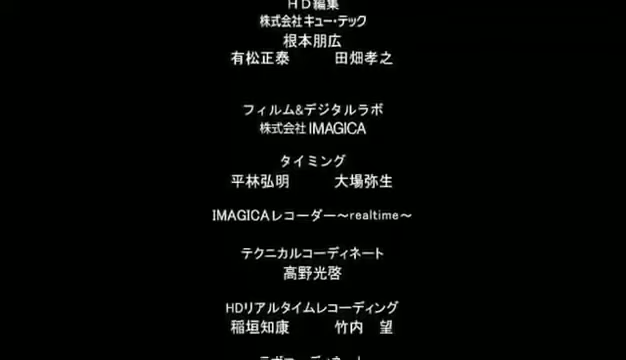 HD編集
株式会社キュー・テック
根本朋広
有松正泰 田畑孝之
フィルム&デジタルラボ
株式会社IMAGICA
タイミング
平林弘明 大場弥生
IMAGICAレコーダー～realtime～
テクニカルコーディネート
高野光啓
HDリアルタイムレコーディング
稲垣知康 竹内 望